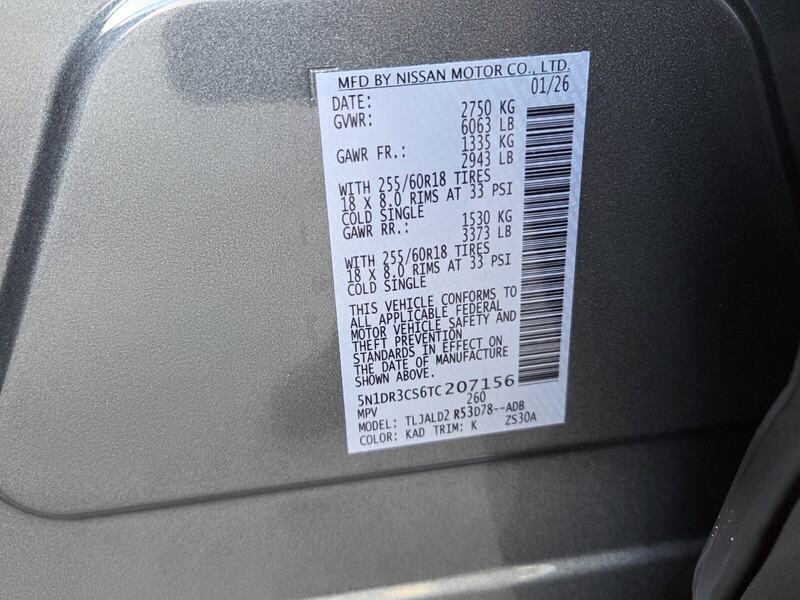 MFD BY NISSAN MOTOR CO., LTD.
DATE: 01/26
GVWR: 2750 KG
6063 LB
GAWR FR.: 1335 KG
2943 LB
WITH 255/60R18 TIRES
18 X 8.0 RIMS AT 33 PSI
COLD SINGLE
GAWR RR.: 1530 KG
3373 LB
WITH 255/60R18 TIRES
18 X 8.0 RIMS AT 33 PSI
COLD SINGLE
THIS VEHICLE CONFORMS TO
ALL APPLICABLE FEDERAL
MOTOR VEHICLE SAFETY AND
THEFT PREVENTION
STANDARDS IN EFFECT ON
THE DATE OF MANUFACTURE
SHOWN ABOVE.
5N1DR3CS6TC207156
MPV 260
MODEL: TLJALD2 R53D78--ADB
COLOR: KAD TRIM: K ZS30A